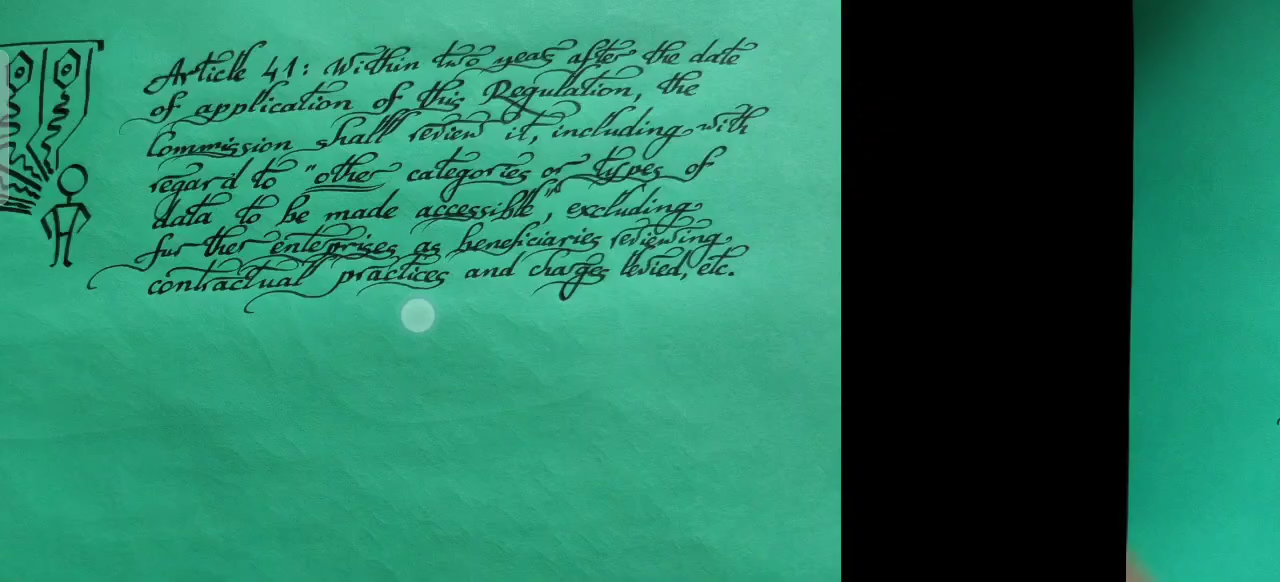 Article 41: Within two years after the date
of application of this Regulation, the
Commission shall review it, including with
regard to "other categories or types of
data to be made accessible", excluding
further enterprises as beneficiaries reviewing
contractual practices and charges levied, etc.